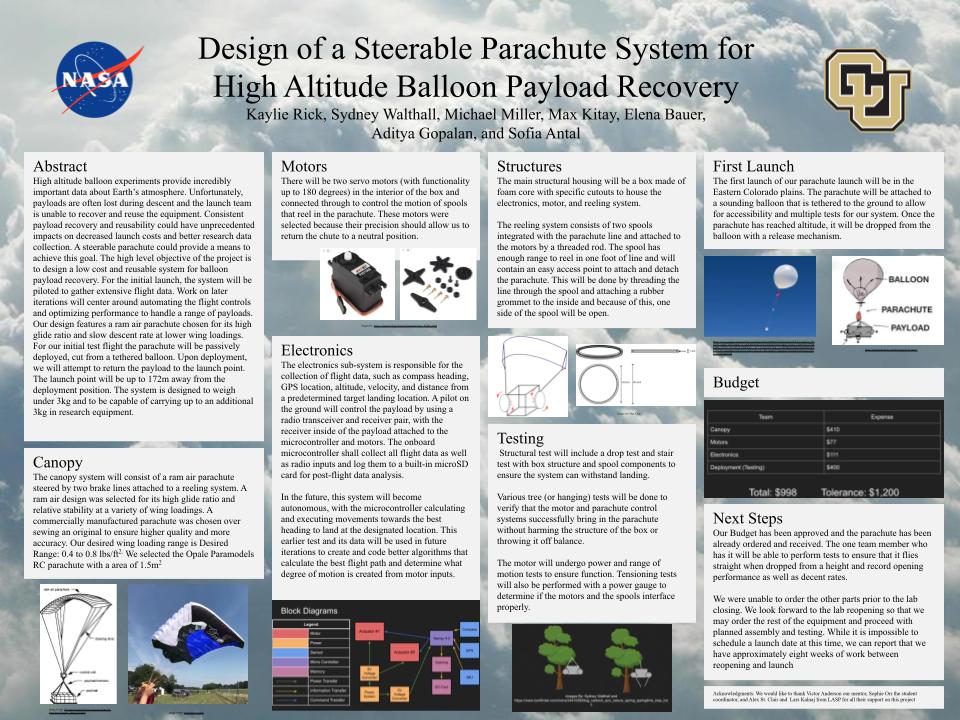 NASA
Design of a Steerable Parachute System for
High Altitude Balloon Payload Recovery
Kaylie Rick, Sydney Walthall, Michael Miller, Max Kitay, Elena Bauer,
Aditya Gopalan, and Sofia Antal
CU
Abstract
High altitude balloon experiments provide incredibly
important data about Earth's atmosphere. Unfortunately,
payloads are often lost during descent and the launch team
is unable to recover and reuse the equipment. Consistent
payload recovery and reusability could have unprecedented
impacts on decreased launch costs and better research data
collection. A steerable parachute could provide a means to
achieve this goal. The high level objective of the project is
to design a low cost and reusable system for balloon
payload recovery. For the initial launch, the system will be
piloted to gather extensive flight data. Work on later
iterations will center around automating the flight controls
and optimizing performance to handle a range of payloads.
Our design features a ram air parachute chosen for its high
glide ratio and slow descent rate at lower wing loadings.
For our initial test flight the parachute will be passively
deployed, cut from a tethered balloon. Upon deployment,
we will attempt to return the payload to the launch point.
The launch point will be up to 172m away from the
deployment position. The system is designed to weigh
under 3kg and to be capable of carrying up to an additional
3kg in research equipment.
Canopy
The canopy system will consist of a ram air parachute
steered by two brake lines attached to a reeling system. A
ram air design was selected for its high glide ratio and
relative stability at a variety of wing loadings. A
commercially manufactured parachute was chosen over
sewing an original to ensure higher quality and more
accuracy. Our desired wing loading range is Desired
Range: 0.4 to 0.8 lbs/ft². We selected the Opale Paramodels
RC parachute with a area of 1.5m²
Motors
There will be two servo motors (with functionality
up to 180 degrees) in the interior of the box and
connected through to control the motion of spools
that reel in the parachute. These motors were
selected because their precision should allow us to
return the chute to a neutral position.
Electronics
The electronics sub-system is responsible for the
collection of flight data, such as compass heading,
GPS location, altitude, velocity, and distance from
a predetermined target landing location. A pilot on
the ground will control the payload by using a
radio transceiver and receiver pair, with the
receiver inside of the payload attached to the
microcontroller and motors. The onboard
microcontroller shall collect all flight data as well
as radio inputs and log them to a built-in microSD
card for post-flight data analysis.
In the future, this system will become
autonomous, with the microcontroller calculating
and executing movements towards the best
heading to land at the designated location. This
earlier test and its data will be used in future
iterations to create and code better algorithms that
calculate the best flight path and determine what
degree of motion is created from motor inputs.
Block Diagrams
Legend
Motor
Power
Sensor
Micro Controller
Memory
Power Transfer
Information Transfer
Command Transfer
Actuator #1
Actuator #2
Structures
The main structural housing will be a box made of
foam core with specific cutouts to house the
electronics, motor, and reeling system.
The reeling system consists of two spools
integrated with the parachute line and attached to
the motors by a threaded rod. The spool has
enough range to reel in one foot of line and will
contain an easy access point to attach and detach
the parachute. This will be done by threading the
line through the spool and attaching a rubber
grommet to the inside and because of this, one
side of the spool will be open.
Testing
Structural test will include a drop test and stair
test with box structure and spool components to
ensure the system can withstand landing.
Various tree (or hanging) tests will be done to
verify that the motor and parachute control
systems successfully bring in the parachute
without harming the structure of the box or
throwing it off balance.
The motor will undergo power and range of
motion tests to ensure function. Tensioning tests
will also be performed with a power gauge to
determine if the motors and the spools interface
properly.
First Launch
The first launch of our parachute launch will be in the
Eastern Colorado plains. The parachute will be attached to
a sounding balloon that is tethered to the ground to allow
for accessibility and multiple tests for our system. Once the
parachute has reached altitude, it will be dropped from the
balloon with a release mechanism.
BALLOON
PARACHUTE
PAYLOAD
Budget
Team Expense
Canopy $410
Motors $77
Electronics $111
Deployment (Testing) $400
Total: $998 Tolerance: $1,200
Next Steps
Our Budget has been approved and the parachute has been
already ordered and received. The one team member who
has it will be able to perform tests to ensure that it flies
straight when dropped from a height and record opening
performance as well as decent rates.
We were unable to order the other parts prior to the lab
closing. We look forward to the lab reopening so that we
may order the rest of the equipment and proceed with
planned assembly and testing. While it is impossible to
schedule a launch date at this time, we can report that we
have approximately eight weeks of work between
reopening and launch
Acknowledgments: We would like to thank Victor Anderson our mentor, Sophie Orr the student
coordinator, and Alex St. Clair and Lars Kalnaj from LASP for all their support on this project